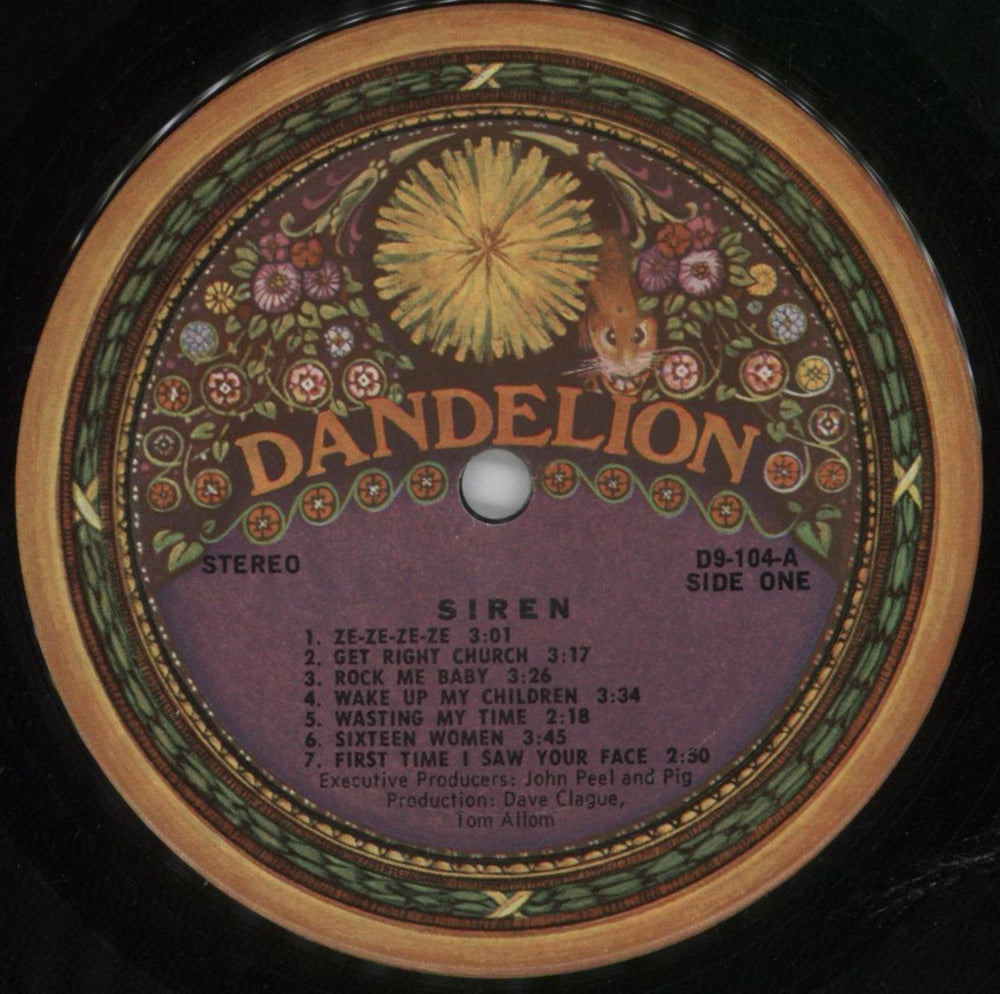 DANDELION
STEREO
D9-104-A
SIDE ONE
SIREN
1. ZE-ZE-ZE-ZE 3:01
2. GET RIGHT CHURCH 3:17
3. ROCK ME BABY 3:26
4. WAKE UP MY CHILDREN 3:34
5. WASTING MY TIME 2:18
6. SIXTEEN WOMEN 3:45
7. FIRST TIME I SAW YOUR FACE 2:50
Executive Producers: John Peel and Pig
Production: Dave Clague,
Tom Allom